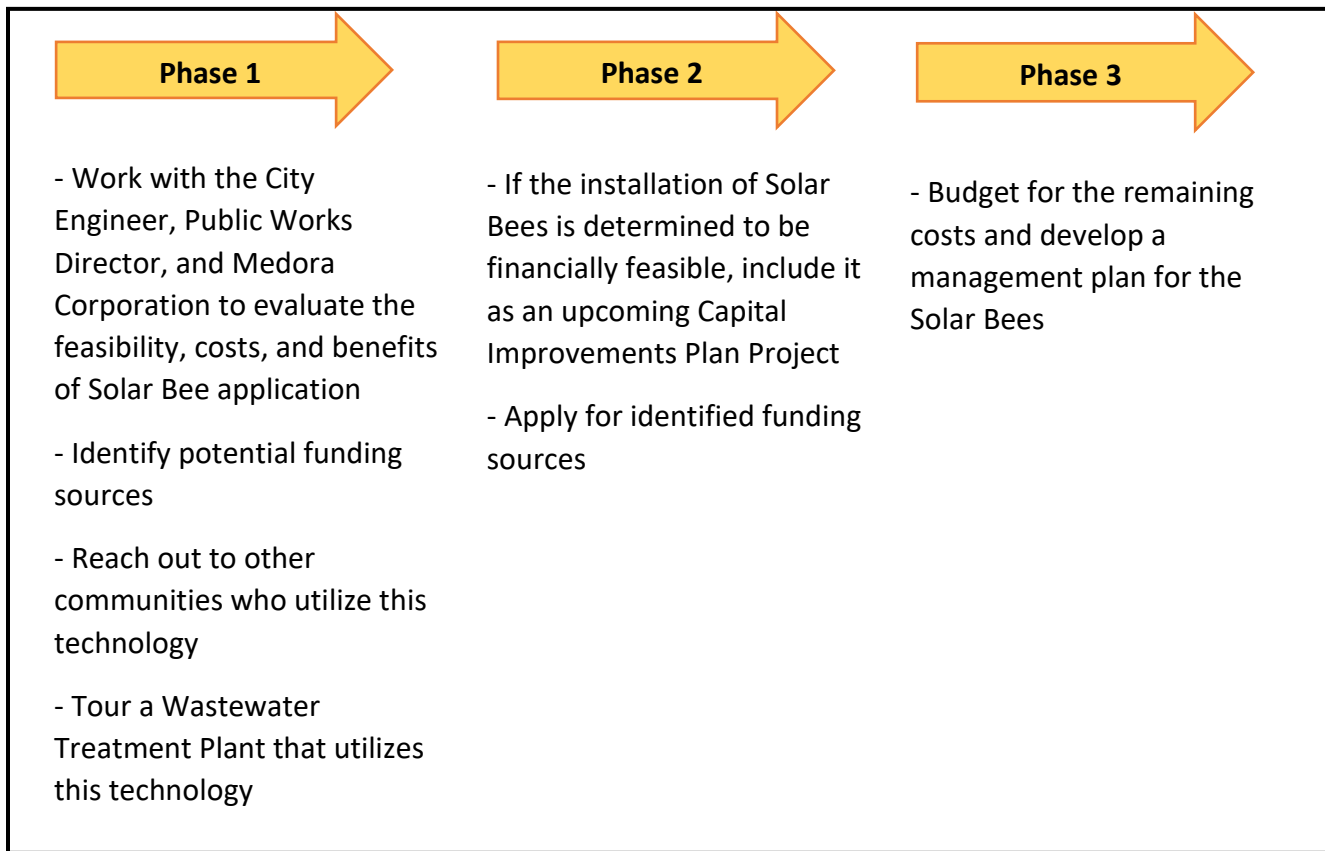 Phase 1
- Work with the City
Engineer, Public Works
Director, and Medora
Corporation to evaluate the
feasibility, costs, and benefits
of Solar Bee application
- Identify potential funding
sources
- Reach out to other
communities who utilize this
technology
- Tour a Wastewater
Treatment Plant that utilizes
this technology
Phase 2
- If the installation of Solar
Bees is determined to be
financially feasible, include it
as an upcoming Capital
Improvements Plan Project
- Apply for identified funding
sources
Phase 3
- Budget for the remaining
costs and develop a
management plan for the
Solar Bees